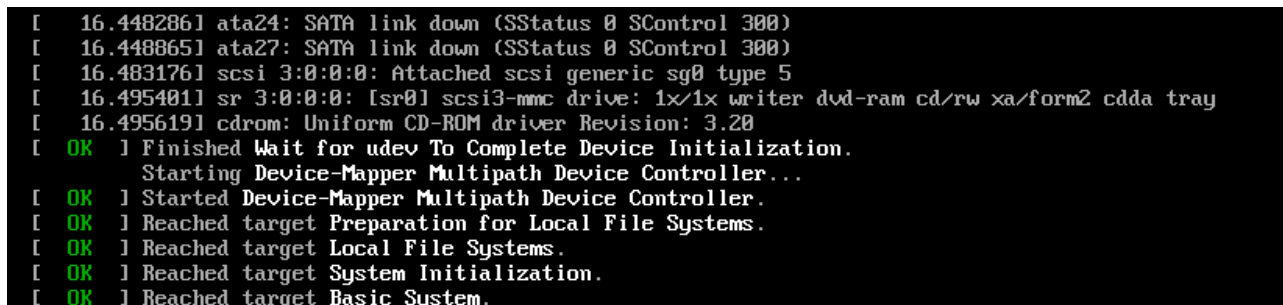 [   16.448286] ata24: SATA link down (SStatus 0 SControl 300)
[   16.448865] ata27: SATA link down (SStatus 0 SControl 300)
[   16.483176] scsi 3:0:0:0: Attached scsi generic sg0 type 5
[   16.495401] sr 3:0:0:0: [sr0] scsi3-mmc drive: 1x/1x writer dvd-ram cd/rw xa/form2 cdda tray
[   16.495619] cdrom: Uniform CD-ROM driver Revision: 3.20
[  OK  ] Finished Wait for udev To Complete Device Initialization.
         Starting Device-Mapper Multipath Device Controller...
[  OK  ] Started Device-Mapper Multipath Device Controller.
[  OK  ] Reached target Preparation for Local File Systems.
[  OK  ] Reached target Local File Systems.
[  OK  ] Reached target System Initialization.
[  OK  ] Reached target Basic System.